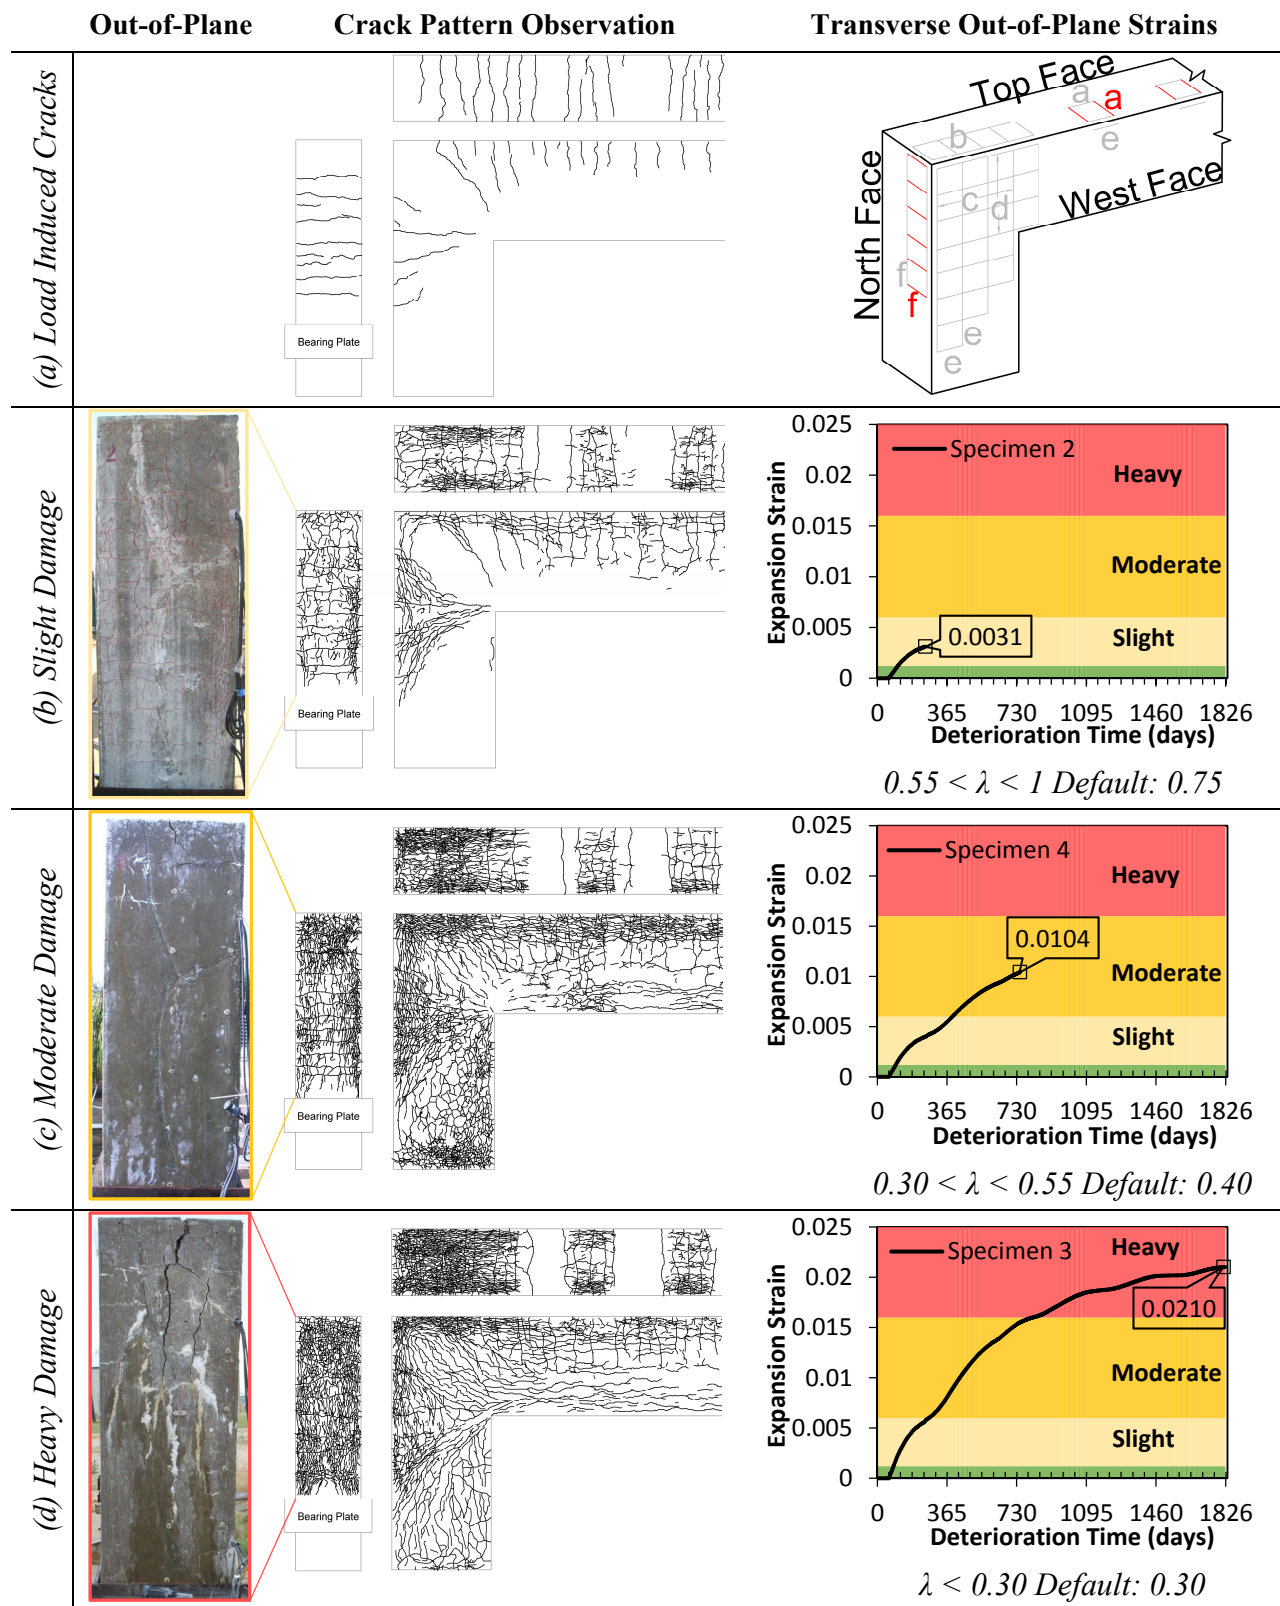 Out-of-Plane Crack Pattern Observation Transverse Out-of-Plane Strains
(a) Load Induced Cracks
Bearing Plate
Top Face
North Face
West Face
a
a
b
c
d
e
e
e
f
f
(b) Slight Damage
2
Bearing Plate
Expansion Strain
0.025
0.02
0.015
0.01
0.005
0
Specimen 2
Heavy
Moderate
Slight
0.0031
0 365 730 1095 1460 1826
Deterioration Time (days)
0.55 < λ < 1 Default: 0.75
(c) Moderate Damage
Bearing Plate
Expansion Strain
0.025
0.02
0.015
0.01
0.005
0
Specimen 4
Heavy
0.0104
Moderate
Slight
0 365 730 1095 1460 1826
Deterioration Time (days)
0.30 < λ < 0.55 Default: 0.40
(d) Heavy Damage
Bearing Plate
Expansion Strain
0.025
0.02
0.015
0.01
0.005
0
Specimen 3
Heavy
0.0210
Moderate
Slight
0 365 730 1095 1460 1826
Deterioration Time (days)
λ < 0.30 Default: 0.30